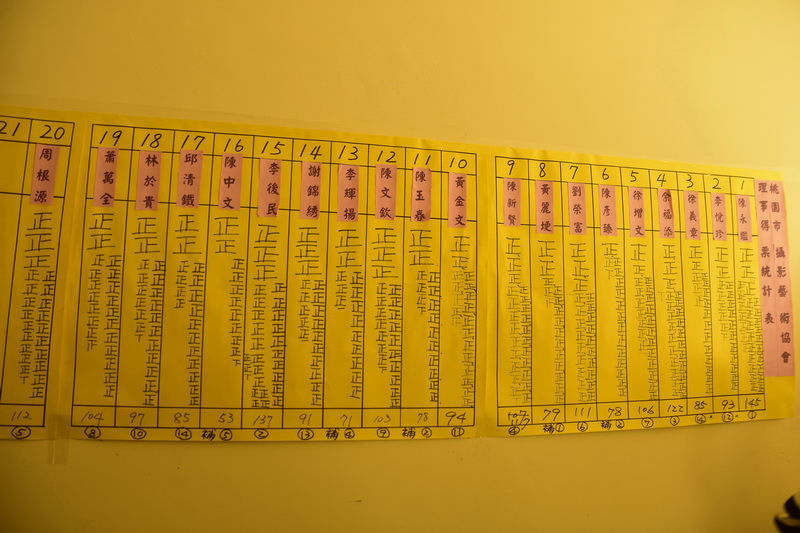 桃園市 攝影藝術協會
理事得票統計表
1 陳永鑑 145 ①
2 李悅珍 93 ⑫
3 徐義章 85
4 福添 122 ③
5 徐增文 106 ⑦
6 陳彥臻 78 補②
7 劉榮富 111 ⑥
8 黃麗埂 79 補①
9 陳新賢 117 ④
10 黃金文 94 ⑪
11 陳玉春 78 補
12 陳文欽 103 ⑨
13 李輝揚 71 補④
14 謝錦綉 91 ⑬
15 李後民 137 ②
16 陳中文 53 補⑤
17 邱清鐵 85 ⑭
18 林於貴 97 ⑩
19 蕭萬全 104 ⑧
20 周根源 112 ⑤
21